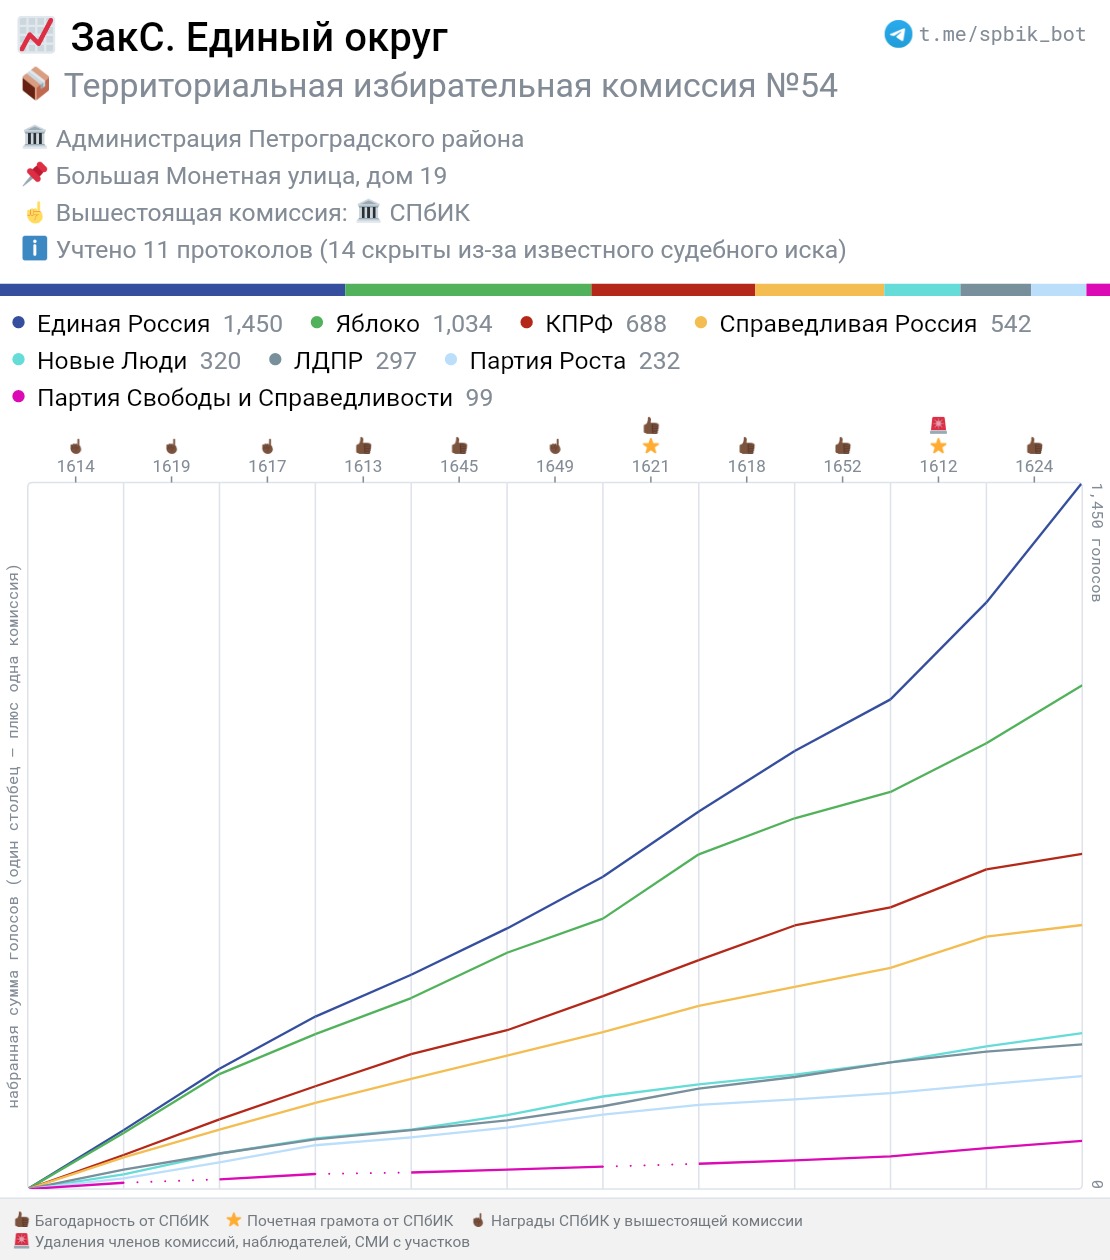 ЗакС. Единый округ
t.me/spbik_bot
Территориальная избирательная комиссия №54
Администрация Петроградского района
Большая Монетная улица, дом 19
Вышестоящая комиссия: СПбИК
Учтено 11 протоколов (14 скрыты из-за известного судебного иска)
Единая Россия 1,450 Яблоко 1,034 КПРФ 688 Справедливая Россия 542
Новые Люди 320 ЛДПР 297 Партия Роста 232
Партия Свободы и Справедливости 99
1614 1619 1617 1613 1645 1649 1621 1618 1652 1612 1624
1,450 голосов
набранная сумма голосов (один столбец – плюс одна комиссия)
0
Багодарность от СПбИК Почетная грамота от СПбИК Награды СПбИК у вышестоящей комиссии
Удаления членов комиссий, наблюдателей, СМИ с участков